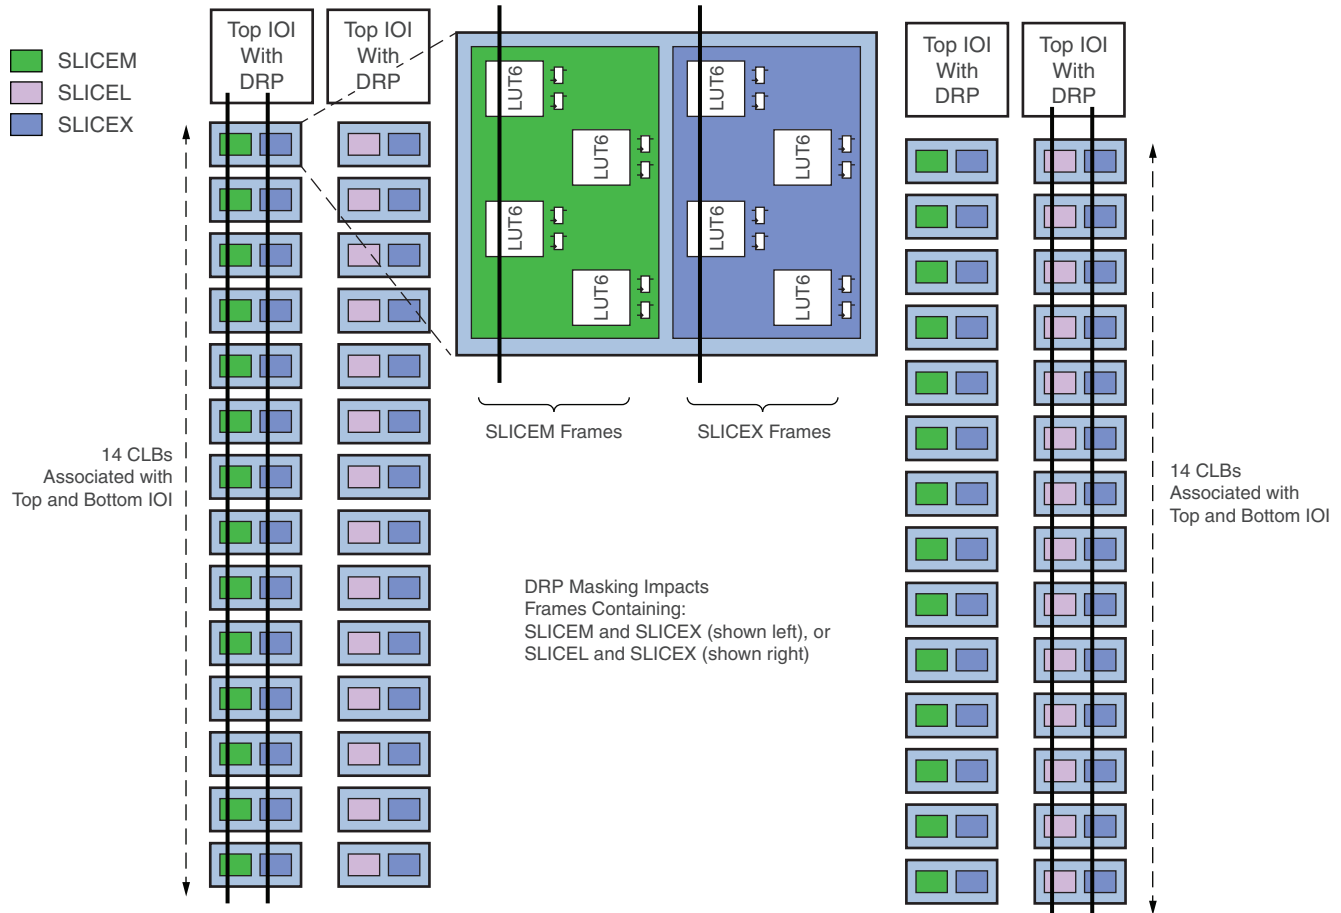 SLICEM
SLICEL
SLICEX
Top IOI
With
DRP
Top IOI
With
DRP
LUT6
LUT6
LUT6
LUT6
LUT6
LUT6
LUT6
LUT6
SLICEM Frames
SLICEX Frames
Top IOI
With
DRP
Top IOI
With
DRP
14 CLBs
Associated with
Top and Bottom IOI
DRP Masking Impacts
Frames Containing:
SLICEM and SLICEX (shown left), or
SLICEL and SLICEX (shown right)
14 CLBs
Associated with
Top and Bottom IOI